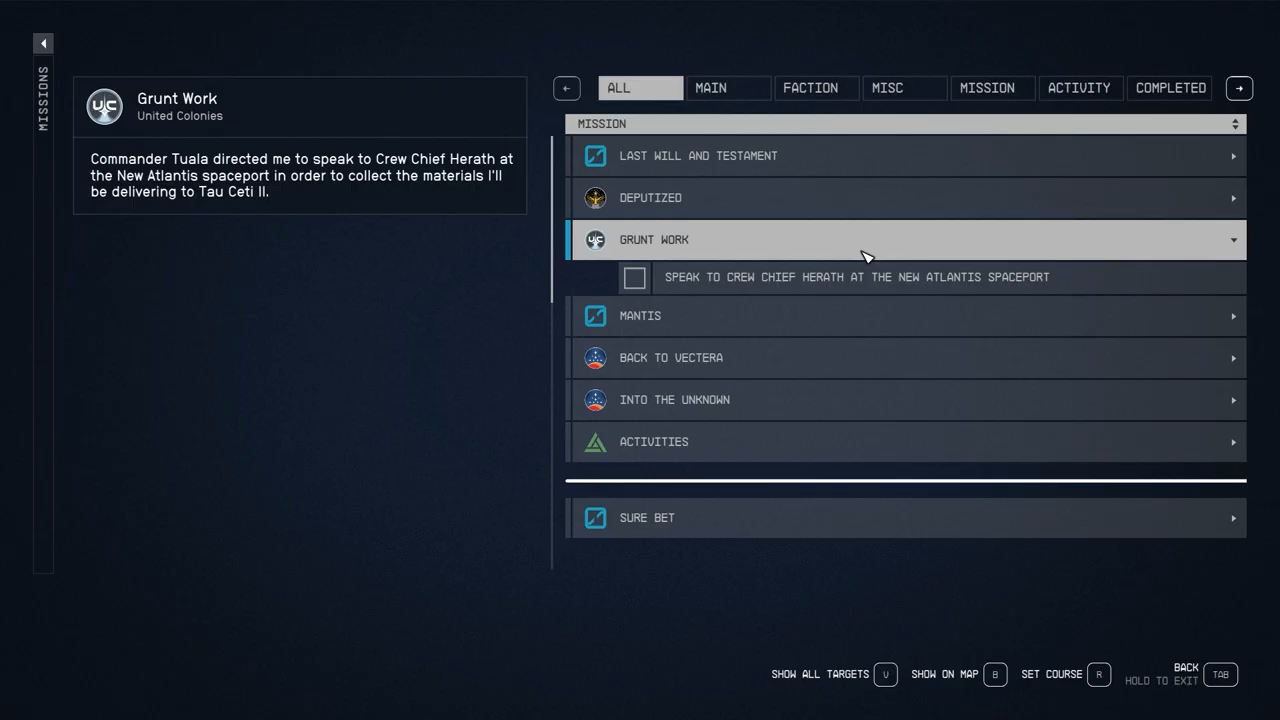 MISSIONS
UC
Grunt Work
United Colonies
Commander Tuala directed me to speak to Crew Chief Herath at
the New Atlantis spaceport in order to collect the materials I'll
be delivering to Tau Ceti II.
ALL
MAIN
FACTION
MISC
MISSION
ACTIVITY
COMPLETED
MISSION
LAST WILL AND TESTAMENT
DEPUTIZED
UC
GRUNT WORK
SPEAK TO CREW CHIEF HERATH AT THE NEW ATLANTIS SPACEPORT
MANTIS
BACK TO VECTERA
INTO THE UNKNOWN
ACTIVITIES
SURE BET
SHOW ALL TARGETS V
SHOW ON MAP B
SET COURSE R
BACK
HOLD TO EXIT
TAB